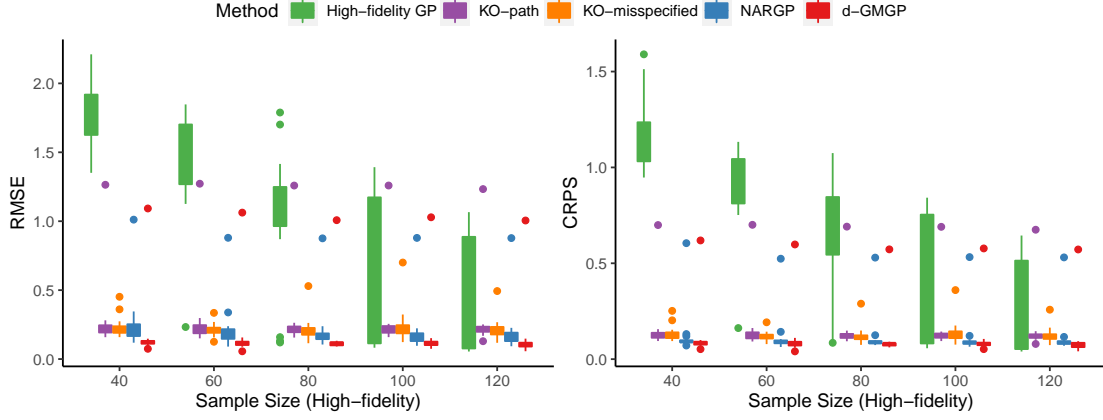 Method High−fidelity GP KO−path KO−misspecified NARGP d−GMGP
RMSE
2.0
1.5
1.0
0.5
0.0
40 60 80 100 120
Sample Size (High−fidelity)
CRPS
1.5
1.0
0.5
0.0
40 60 80 100 120
Sample Size (High−fidelity)